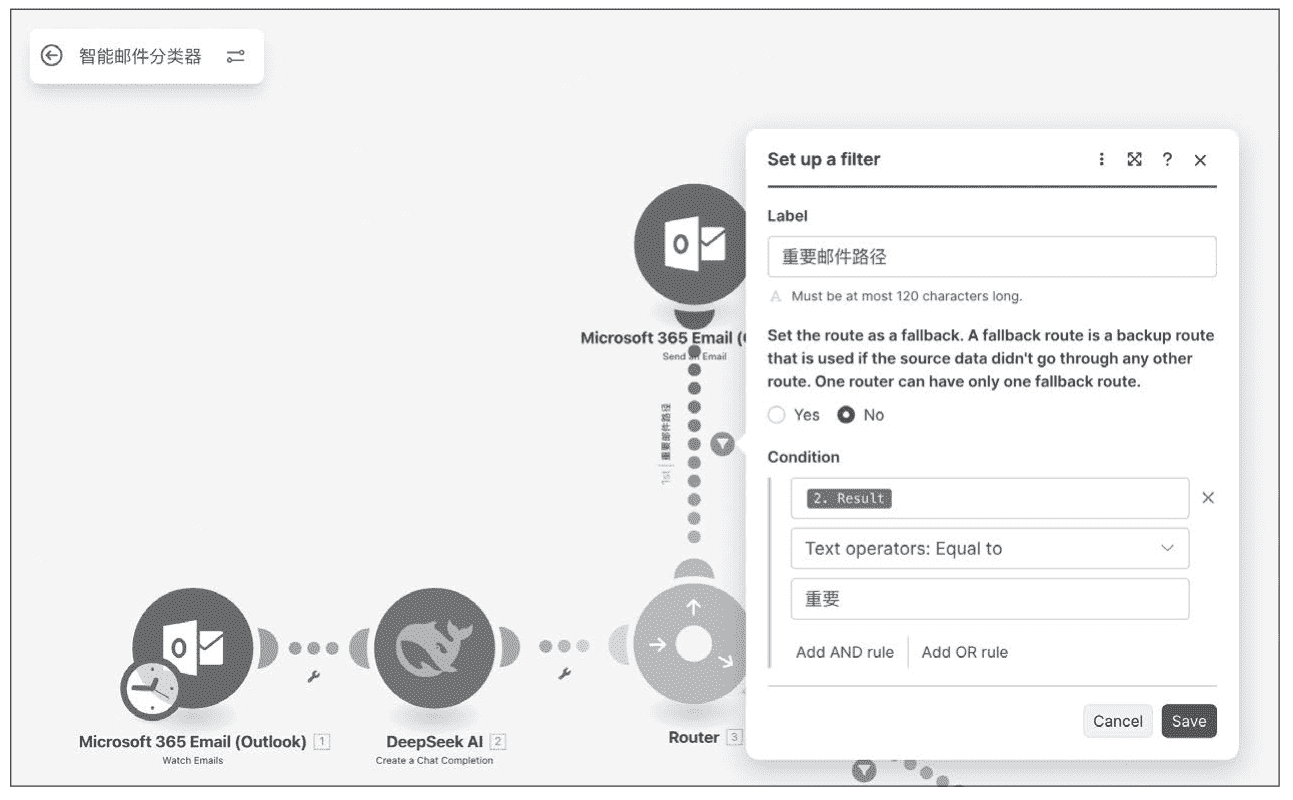 智能邮件分类器
Set up a filter
Label
重要邮件路径
A Must be at most 120 characters long.
Set the route as a fallback. A fallback route is a backup route
that is used if the source data didn't go through any other
route. One router can have only one fallback route.
Yes No
Condition
2. Result
Text operators: Equal to
重要
Add AND rule Add OR rule
Cancel Save
Microsoft 365 Email (
Send an Email
1st | 重要邮件路径
Microsoft 365 Email (Outlook) 1
Watch Emails
DeepSeek AI 2
Create a Chat Completion
Router 3